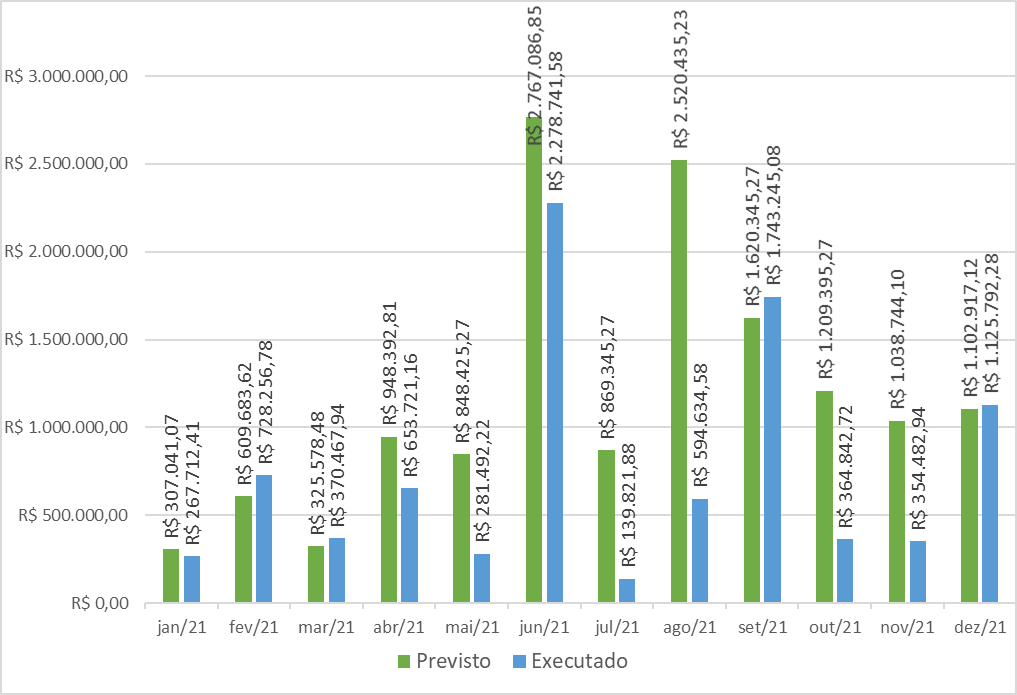 R$ 3.000.000,00
R$ 2.500.000,00
R$ 2.000.000,00
R$ 1.500.000,00
R$ 1.000.000,00
R$ 500.000,00
R$ 0,00
R$ 307.041,07
R$ 267.712,41
R$ 609.683,62
R$ 728.256,78
R$ 325.578,48
R$ 370.467,94
R$ 948.392,81
R$ 653.721,16
R$ 848.425,27
R$ 281.492,22
R$ 2.767.086,85
R$ 2.278.741,58
R$ 869.345,27
R$ 139.821,88
R$ 2.520.435,23
R$ 594.634,58
R$ 1.620.345,27
R$ 1.743.245,08
R$ 1.209.395,27
R$ 364.842,72
R$ 1.038.744,10
R$ 354.482,94
R$ 1.102.917,12
R$ 1.125.792,28
jan/21 fev/21 mar/21 abr/21 mai/21 jun/21 jul/21 ago/21 set/21 out/21 nov/21 dez/21
Previsto Executado